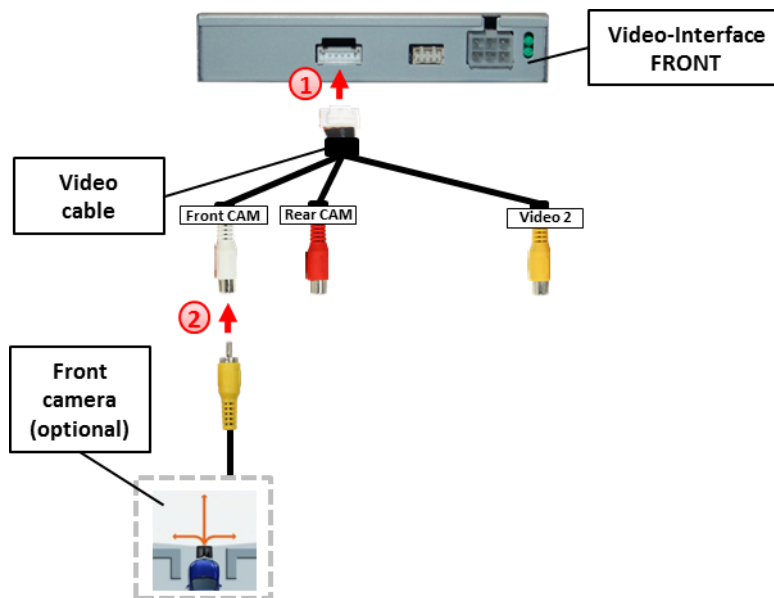 Video-Interface
FRONT
1
Video
cable
Front CAM
Rear CAM
Video 2
2
Front
camera
(optional)